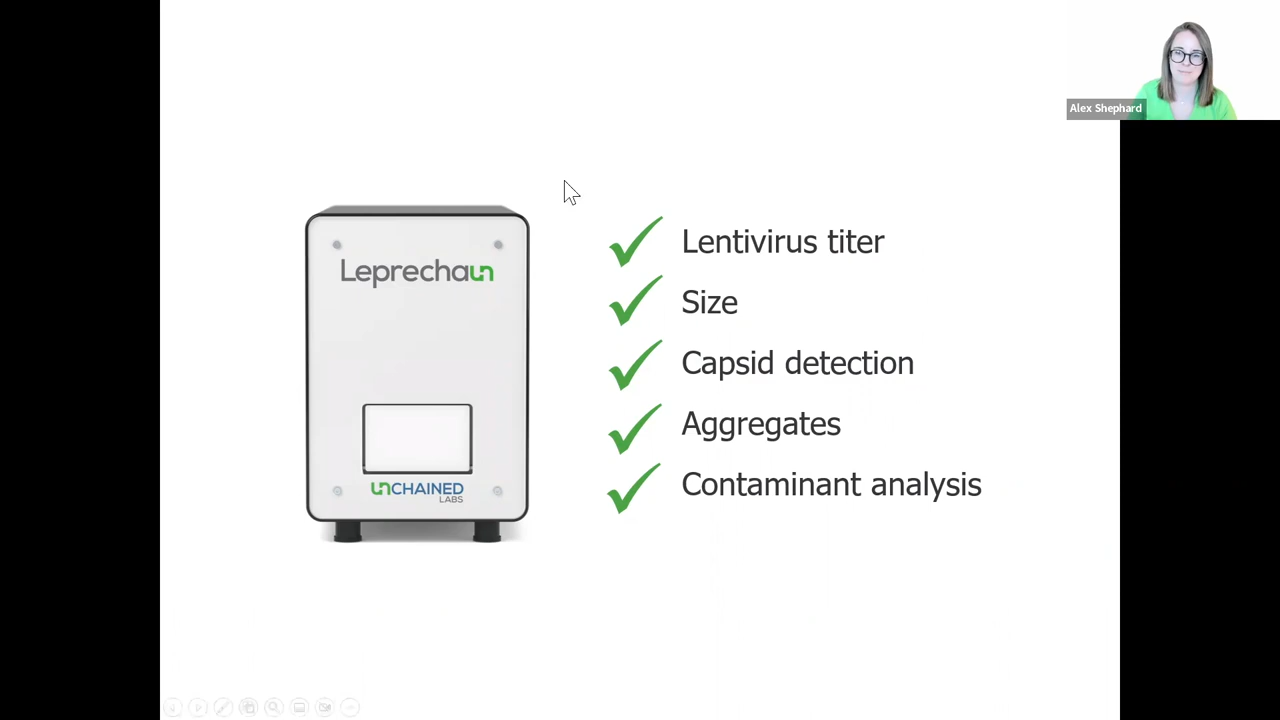 Alex Shephard
Leprechaun
UNCHAINED
LABS
Lentivirus titer
Size
Capsid detection
Aggregates
Contaminant analysis